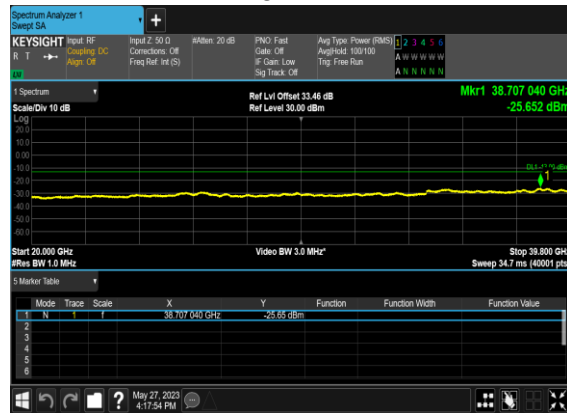 Spectrum Analyzer 1
Swept SA
KEYSIGHT Input: RF Input Z: 50 Ω #Atten: 20 dB PNO: Fast Avg Type: Power (RMS) 1 2 3 4 5 6
R T Coupling: DC Corrections: Off Gate: Off Avg|Hold: 100/100 A W W W W W
Align: Off Freq Ref: Int (S) IF Gain: Low Trig: Free Run
Sig Track: Off A N N N N N
1 Spectrum Ref Lvl Offset 33.46 dB Mkr1 38.707 040 GHz
Scale/Div 10 dB Ref Level 30.00 dBm -25.652 dBm
Log
20.0
10.0
0.00
-10.0
-20.0
-30.0
-40.0
-50.0
-60.0
1
Start 20.000 GHz Video BW 3.0 MHz* Stop 39.800 GHz
#Res BW 1.0 MHz Sweep 34.7 ms (40001 pts)
5 Marker Table
Mode Trace Scale X Y Function Function Width Function Value
1 N 1 f 38.707 040 GHz -25.65 dBm
2
3
4
5
6
? May 27, 2023
4:17:54 PM